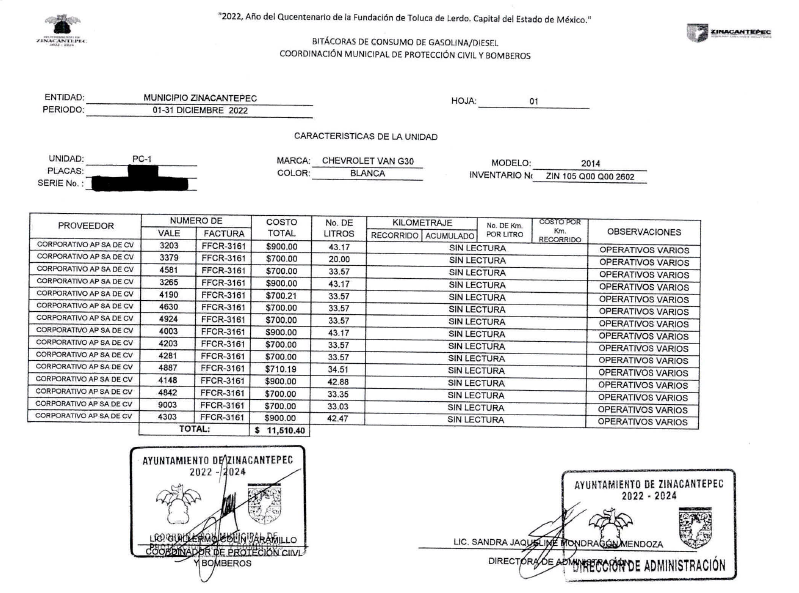 "2022, Año del Qucentenario de la Fundación de Toluca de Lerdo. Capital del Estado de México."
ZINACANTEPEC
2022 - 2024
ZINACANTEPEC
BITÁCORAS DE CONSUMO DE GASOLINA/DIESEL
COORDINACIÓN MUNICIPAL DE PROTECCIÓN CIVIL Y BOMBEROS
ENTIDAD: MUNICIPIO ZINACANTEPEC HOJA: 01
PERIODO: 01-31 DICIEMBRE 2022
CARACTERISTICAS DE LA UNIDAD
UNIDAD: PC-1 MARCA: CHEVROLET VAN G30 MODELO: 2014
PLACAS: COLOR: BLANCA INVENTARIO N: ZIN 105 Q00 Q00 2602
SERIE No. :
PROVEEDOR NUMERO DE COSTO TOTAL No. DE LITROS KILOMETRAJE No. DE Km. POR LITRO COSTO POR Km. RECORRIDO OBSERVACIONES
VALE FACTURA RECORRIDO ACUMULADO
CORPORATIVO AP SA DE CV 3203 FFCR-3161 $900.00 43.17 SIN LECTURA OPERATIVOS VARIOS
CORPORATIVO AP SA DE CV 3379 FFCR-3161 $700.00 20.00 SIN LECTURA OPERATIVOS VARIOS
CORPORATIVO AP SA DE CV 4581 FFCR-3161 $700.00 33.57 SIN LECTURA OPERATIVOS VARIOS
CORPORATIVO AP SA DE CV 3265 FFCR-3161 $900.00 43.17 SIN LECTURA OPERATIVOS VARIOS
CORPORATIVO AP SA DE CV 4190 FFCR-3161 $700.21 33.57 SIN LECTURA OPERATIVOS VARIOS
CORPORATIVO AP SA DE CV 4630 FFCR-3161 $700.00 33.57 SIN LECTURA OPERATIVOS VARIOS
CORPORATIVO AP SA DE CV 4924 FFCR-3161 $700.00 33.57 SIN LECTURA OPERATIVOS VARIOS
CORPORATIVO AP SA DE CV 4003 FFCR-3161 $900.00 43.17 SIN LECTURA OPERATIVOS VARIOS
CORPORATIVO AP SA DE CV 4203 FFCR-3161 $700.00 33.57 SIN LECTURA OPERATIVOS VARIOS
CORPORATIVO AP SA DE CV 4281 FFCR-3161 $700.00 33.57 SIN LECTURA OPERATIVOS VARIOS
CORPORATIVO AP SA DE CV 4887 FFCR-3161 $710.19 34.51 SIN LECTURA OPERATIVOS VARIOS
CORPORATIVO AP SA DE CV 4148 FFCR-3161 $900.00 42.88 SIN LECTURA OPERATIVOS VARIOS
CORPORATIVO AP SA DE CV 4842 FFCR-3161 $700.00 33.35 SIN LECTURA OPERATIVOS VARIOS
CORPORATIVO AP SA DE CV 9003 FFCR-3161 $700.00 33.03 SIN LECTURA OPERATIVOS VARIOS
CORPORATIVO AP SA DE CV 4303 FFCR-3161 $900.00 42.47 SIN LECTURA OPERATIVOS VARIOS
TOTAL: $ 11,510.40
AYUNTAMIENTO DE ZINACANTEPEC
2022 - 2024
COORDINACIÓN MUNICIPAL DE
LIC. GUILLERMO COLIN JARAMILLO
COORDINADOR DE PROTECIÓN CIIVL
Y BOMBEROS
AYUNTAMIENTO DE ZINACANTEPEC
2022 - 2024
LIC. SANDRA JAQUELINE MONDRAGÓN MENDOZA
DIRECTORA DE ADMINISTRACIÓN
DIRECCIÓN DE ADMINISTRACIÓN